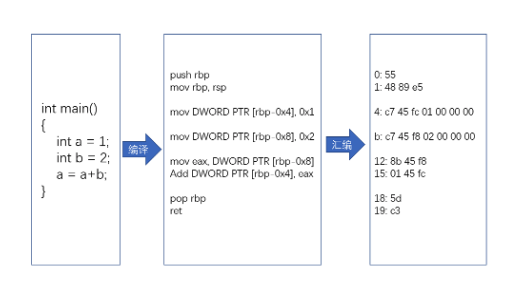 int main()
{
int a = 1;
int b = 2;
a = a+b;
}
编译
push rbp
mov rbp, rsp
mov DWORD PTR [rbp-0x4], 0x1
mov DWORD PTR [rbp-0x8], 0x2
mov eax, DWORD PTR [rbp-0x8]
Add DWORD PTR [rbp-0x4], eax
pop rbp
ret
汇编
0: 55
1: 48 89 e5
4: c7 45 fc 01 00 00 00
b: c7 45 f8 02 00 00 00
12: 8b 45 f8
15: 01 45 fc
18: 5d
19: c3